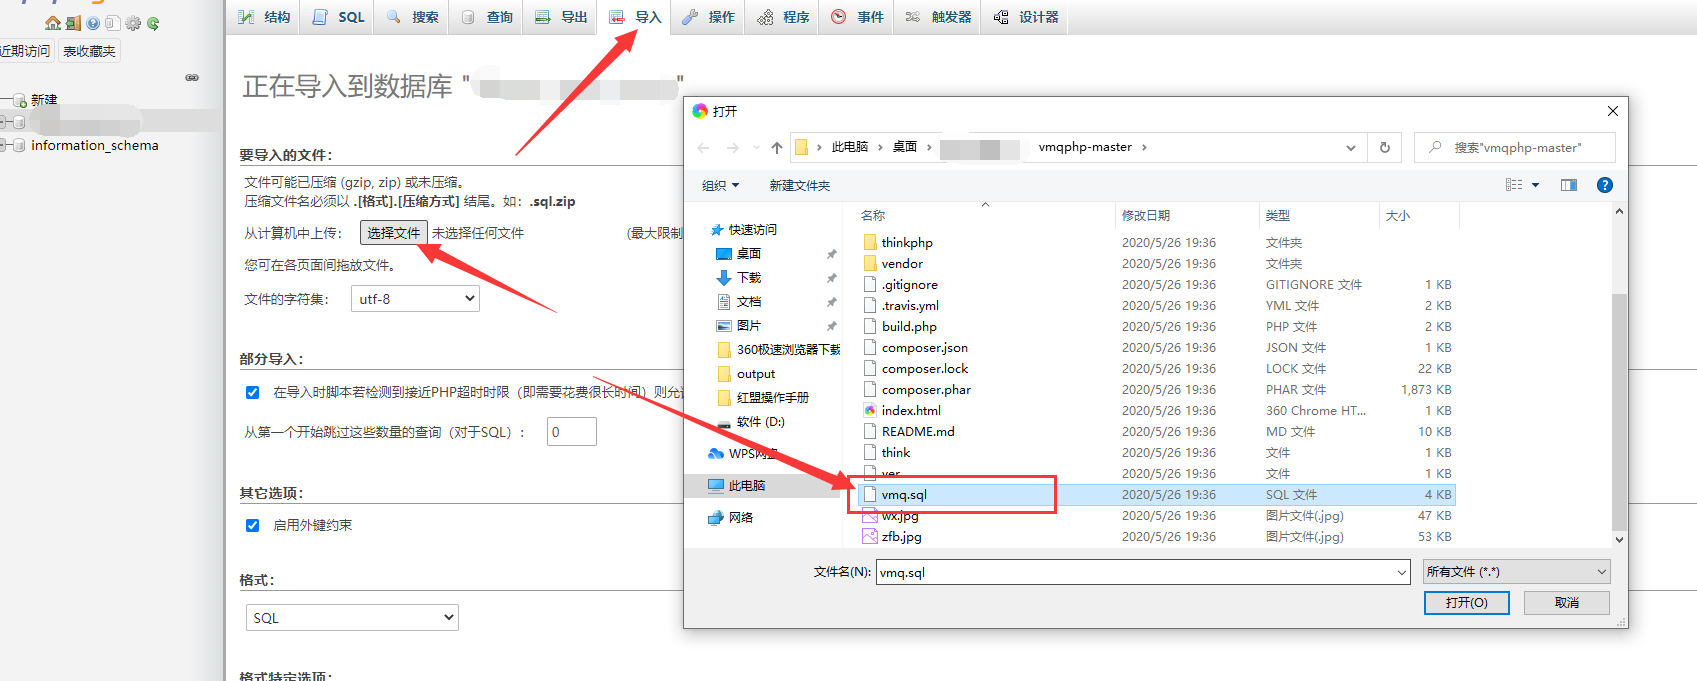 结构 SQL 搜索 查询 导出 导入 操作 程序 事件 触发器 设计器
近期访问 表收藏夹
新建
information_schema
正在导入到数据库 " "
要导入的文件：
文件可能已压缩 (gzip, zip) 或未压缩。
压缩文件名必须以 .[格式].[压缩方式] 结尾。如：.sql.zip
从计算机中上传： 选择文件 未选择任何文件 (最大限制
您可在各页面间拖放文件。
文件的字符集： utf-8
部分导入：
在导入时脚本若检测到接近PHP超时时限（即需要花费很长时间）则允
从第一个开始跳过这些数量的查询（对于SQL）： 0
其它选项：
启用外键约束
格式：
SQL
格式特定选项：
打开
此电脑 桌面 vmqphp-master
搜索"vmqphp-master"
组织 新建文件夹
快速访问
桌面
下载
文档
图片
360极速浏览器下载
output
红盟操作手册
软件 (D:)
WPS网盘
此电脑
网络
名称 修改日期 类型 大小
thinkphp 2020/5/26 19:36 文件夹
vendor 2020/5/26 19:36 文件夹
.gitignore 2020/5/26 19:36 GITIGNORE 文件 1 KB
.travis.yml 2020/5/26 19:36 YML 文件 2 KB
build.php 2020/5/26 19:36 PHP 文件 2 KB
composer.json 2020/5/26 19:36 JSON 文件 1 KB
composer.lock 2020/5/26 19:36 LOCK 文件 22 KB
composer.phar 2020/5/26 19:36 PHAR 文件 1,873 KB
index.html 2020/5/26 19:36 360 Chrome HT... 1 KB
README.md 2020/5/26 19:36 MD 文件 10 KB
think 2020/5/26 19:36 文件 1 KB
ver 2020/5/26 19:36 文件 1 KB
vmq.sql 2020/5/26 19:36 SQL 文件 4 KB
wx.jpg 2020/5/26 19:36 图片文件(.jpg) 47 KB
zfb.jpg 2020/5/26 19:36 图片文件(.jpg) 53 KB
文件名(N): vmq.sql 所有文件 (*.*)
打开(O) 取消